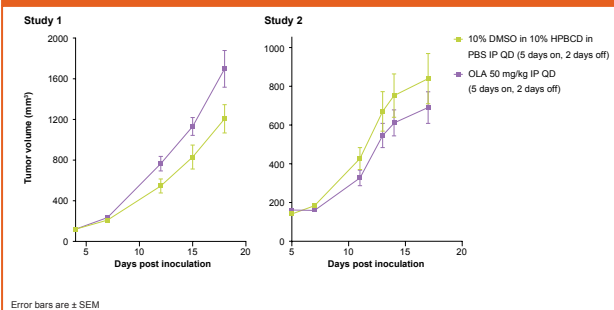 Study 1
Study 2
2000
1600
1200
800
400
0
Tumor volume (mm³)
5
10
15
20
Days post inoculation
1000
800
600
400
200
0
5
10
15
20
Days post inoculation
10% DMSO in 10% HPBCD in
PBS IP QD (5 days on, 2 days off)
OLA 50 mg/kg IP QD
(5 days on, 2 days off)
Error bars are ± SEM